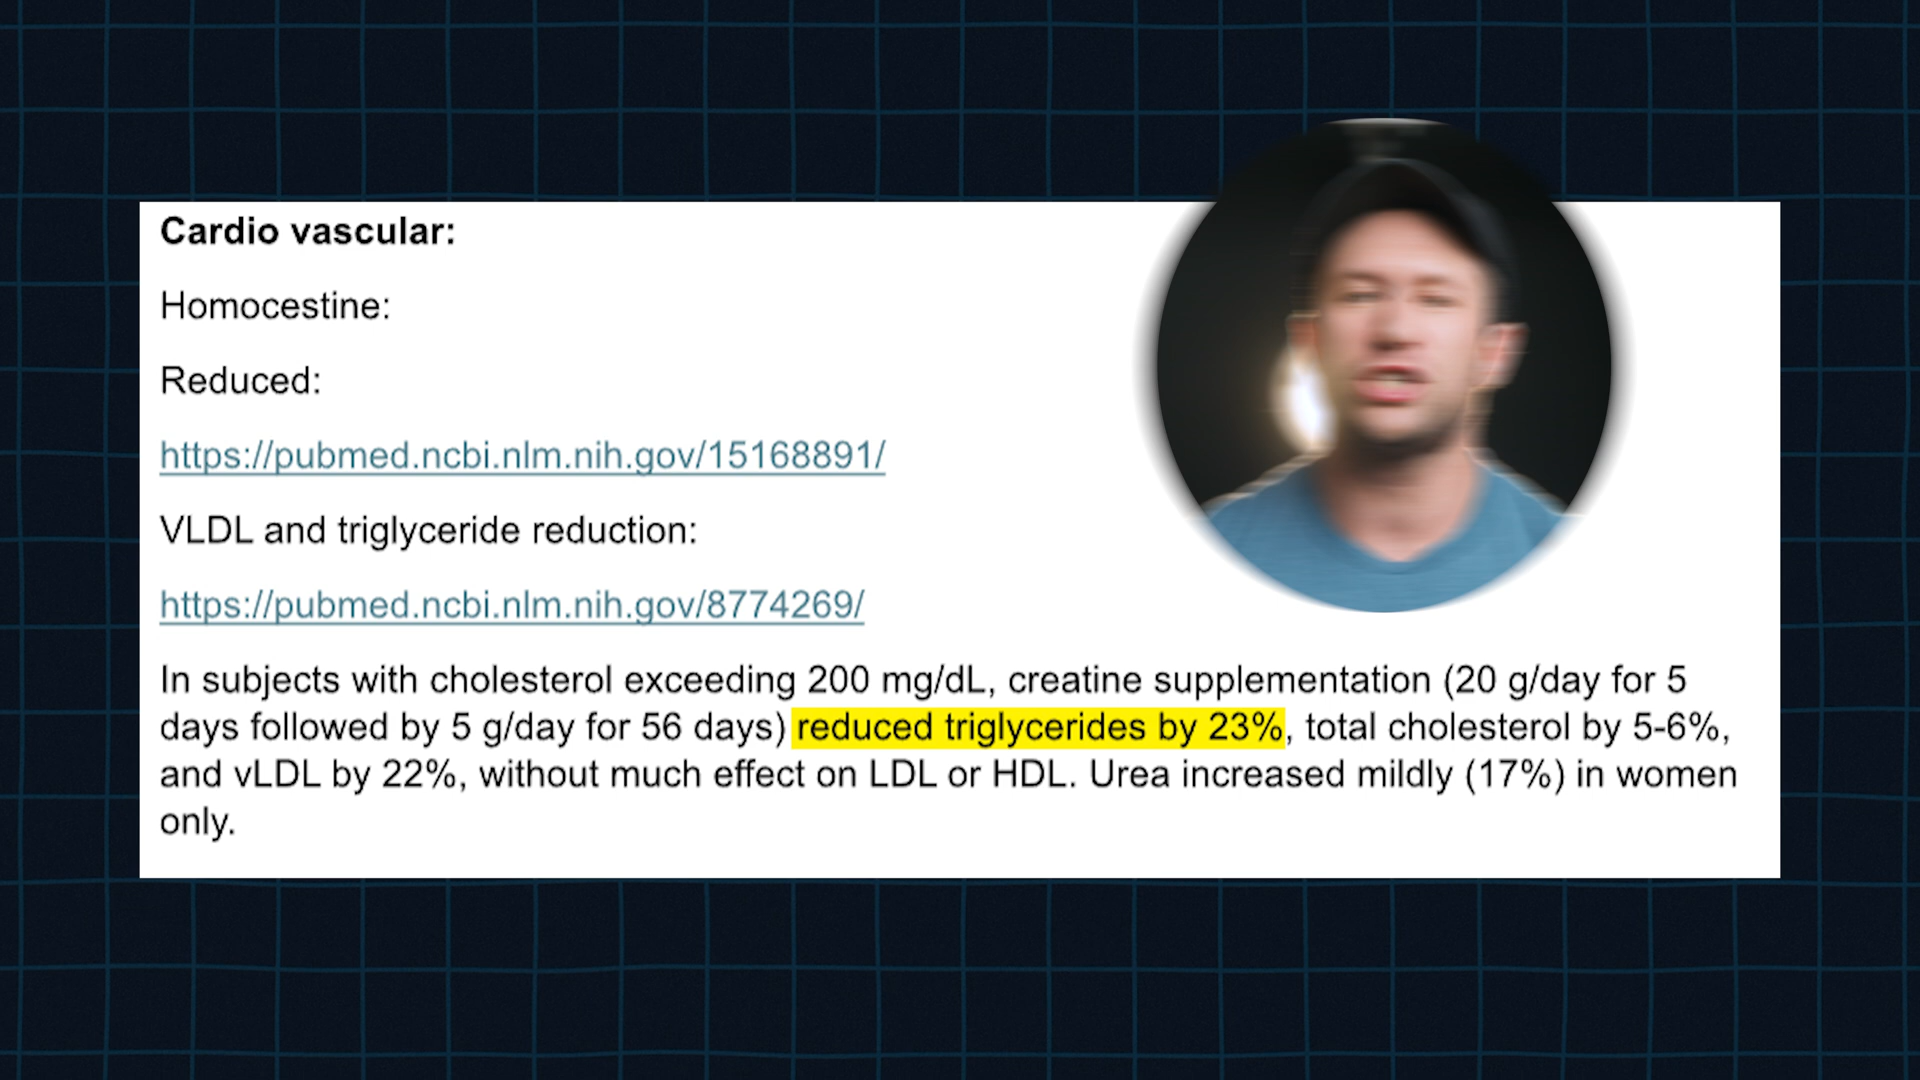 Cardio vascular:
Homocestine:
Reduced:
https://pubmed.ncbi.nlm.nih.gov/15168891/
VLDL and triglyceride reduction:
https://pubmed.ncbi.nlm.nih.gov/8774269/
In subjects with cholesterol exceeding 200 mg/dL, creatine supplementation (20 g/day for 5
days followed by 5 g/day for 56 days) reduced triglycerides by 23%, total cholesterol by 5-6%,
and vLDL by 22%, without much effect on LDL or HDL. Urea increased mildly (17%) in women
only.